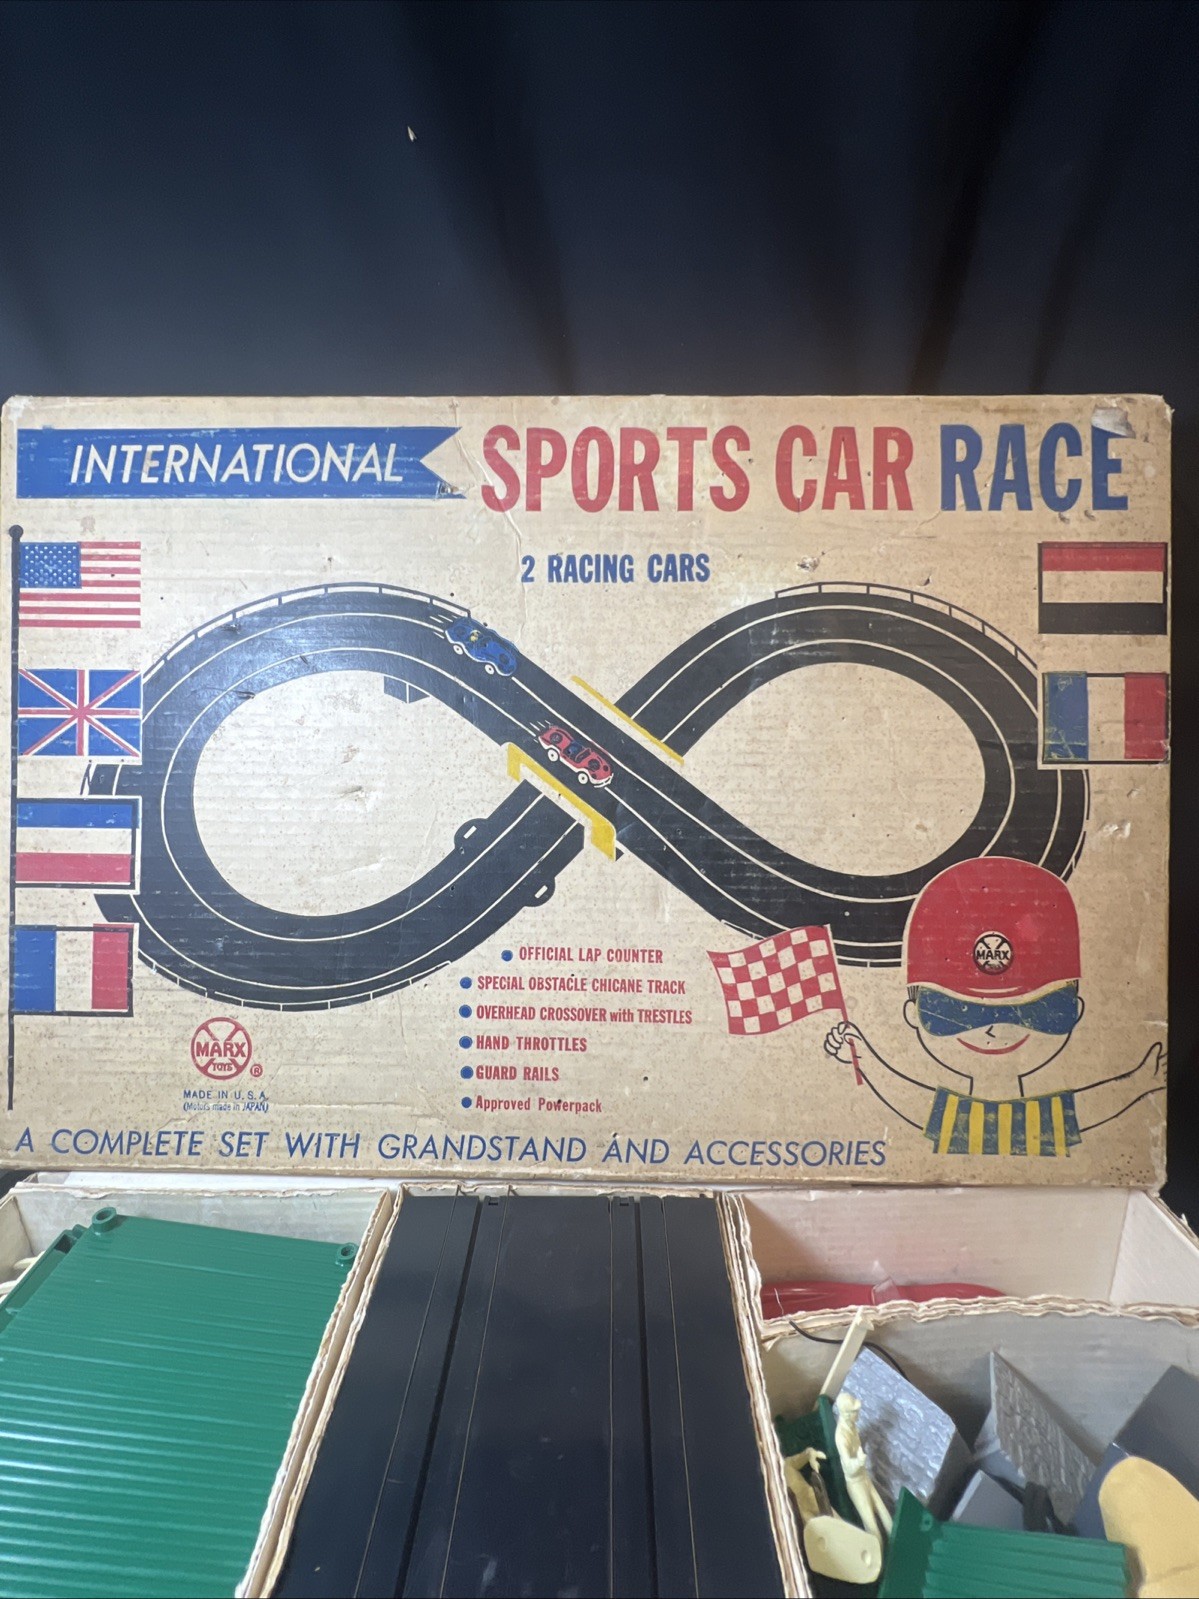 INTERNATIONAL SPORTS CAR RACE
2 RACING CARS
OFFICIAL LAP COUNTER
SPECIAL OBSTACLE CHICANE TRACK
OVERHEAD CROSSOVER with TRESTLES
HAND THROTTLES
GUARD RAILS
Approved Powerpack
MARX
TOYS
®
MADE IN U.S.A.
(Motors made in JAPAN)
MARX
A COMPLETE SET WITH GRANDSTAND AND ACCESSORIES